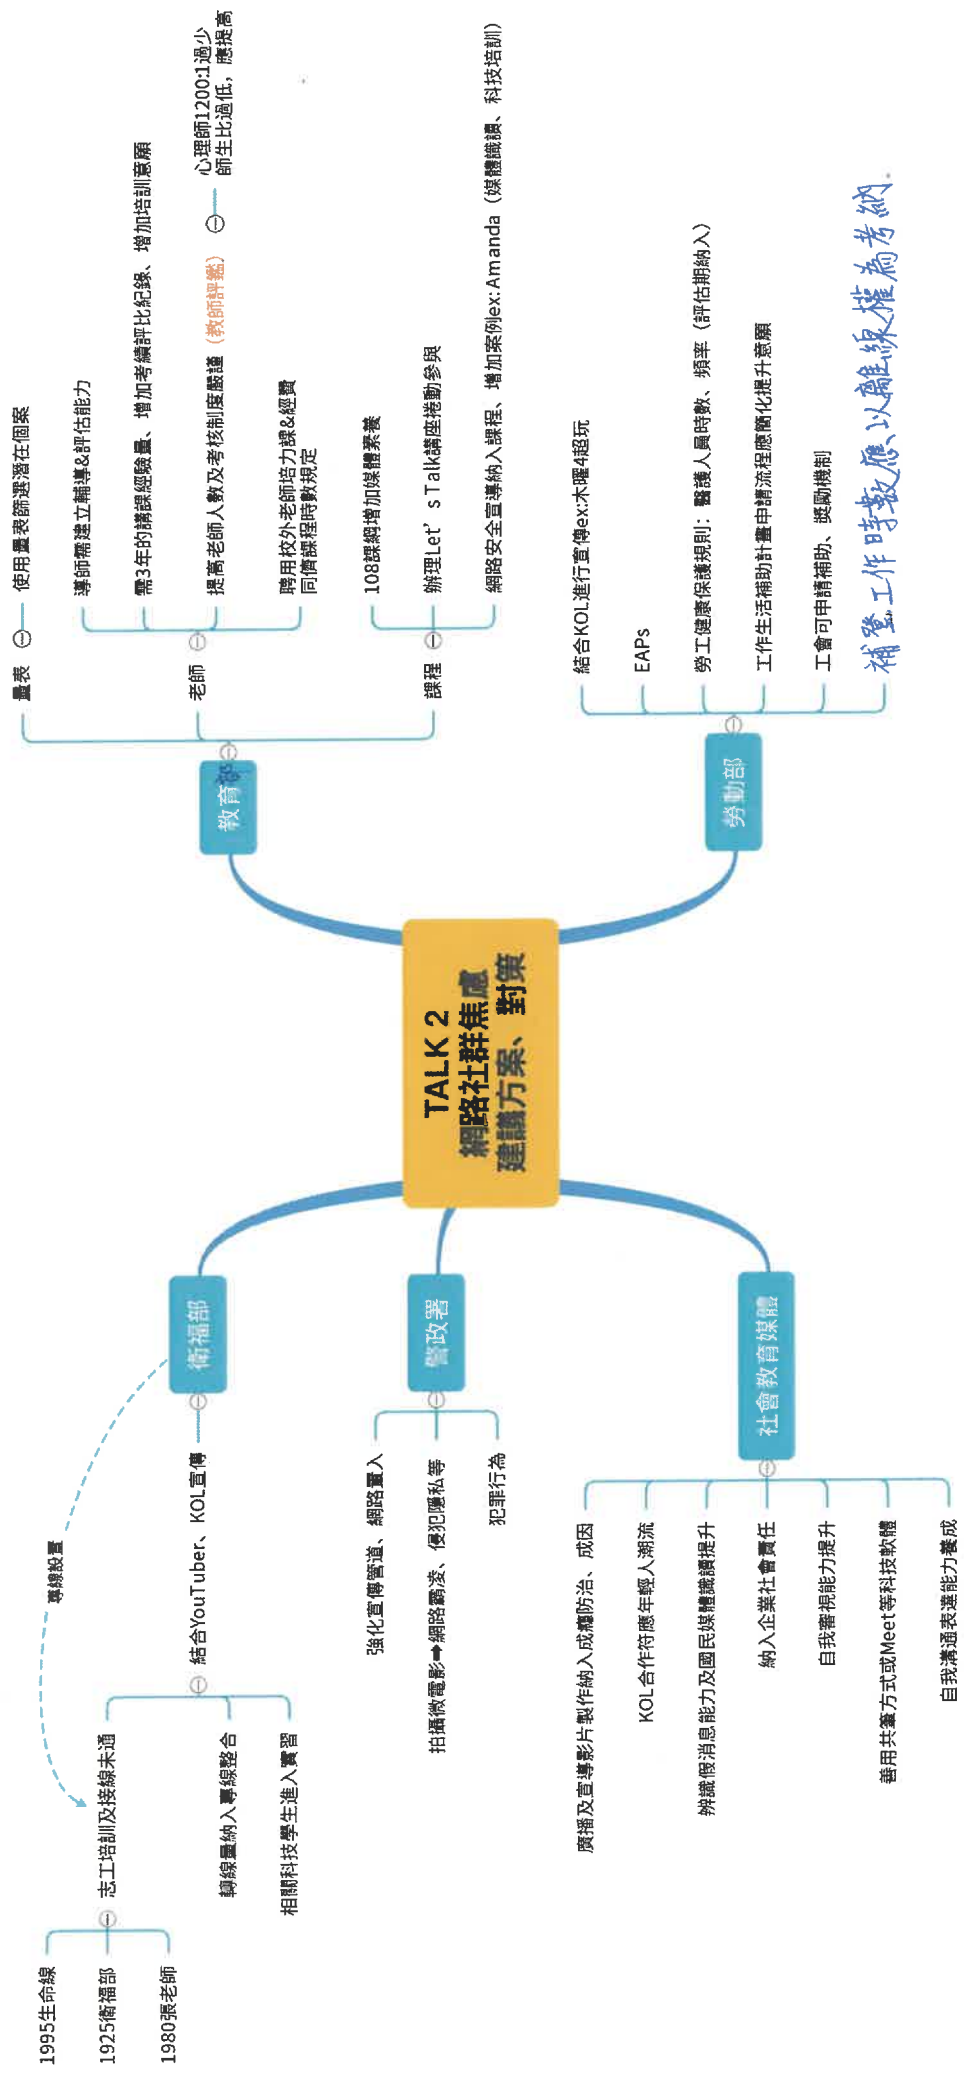 TALK 2
網路社群焦慮
建議方案、對策
衛福部
專線設置
結合YouTuber、KOL宣傳
志工培訓及接線未通
1995生命線
1925衛福部
1980張老師
轉線量納入專線整合
相關科技學生進入實習
警政署
強化宣傳管道、網路置入
拍攝微電影➡網路霸凌、侵犯隱私等
犯罪行為
社會教育媒體
廣播及宣導影片製作納入成癮防治、成因
KOL合作符應年輕人潮流
辨識假消息能力及國民媒體識讀提升
納入企業社會責任
自我審視能力提升
善用共筆方式或Meet等科技軟體
自我溝通表達能力養成
教育部
量表
使用量表篩選潛在個案
老師
導師需建立輔導&評估能力
需3年的講課經驗量、增加考績評比紀錄、增加培訓意願
提高老師人數及考核制度嚴謹（教師評鑑）
心理師1200:1過少
師生比過低，應提高
聘用校外老師培力課&經費
同儕課程時數規定
課程
108課綱增加媒體素養
辦理Let’s Talk講座捲動參與
網路安全宣導納入課程、增加案例ex:Amanda（媒體識讀、科技培訓）
勞動部
結合KOL進行宣傳ex:木曜4超玩
EAPs
勞工健康保護規則：醫護人員時數、頻率（評估期納入）
工作生活補助計畫申請流程應簡化提升意願
工會可申請補助、獎勵機制
補登工作時數應以離線權為考納.